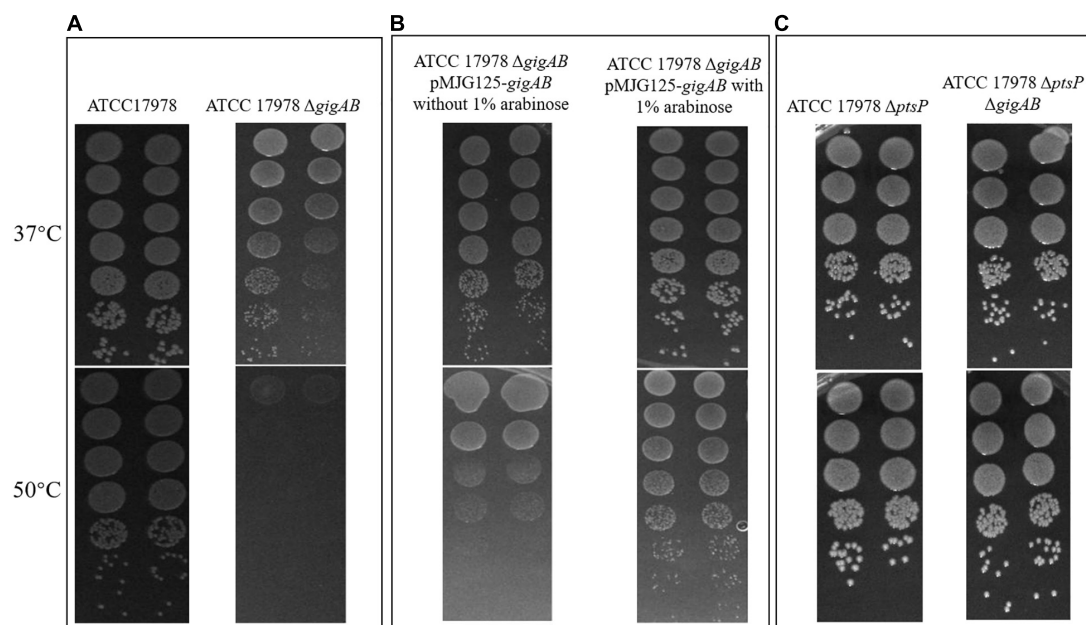 A
B
C
ATCC17978
ATCC 17978 ΔgigAB
ATCC 17978 ΔgigAB
pMJG125-gigAB
without 1% arabinose
ATCC 17978 ΔgigAB
pMJG125-gigAB with
1% arabinose
ATCC 17978 ΔptsP
ATCC 17978 ΔptsP
ΔgigAB
37°C
50°C